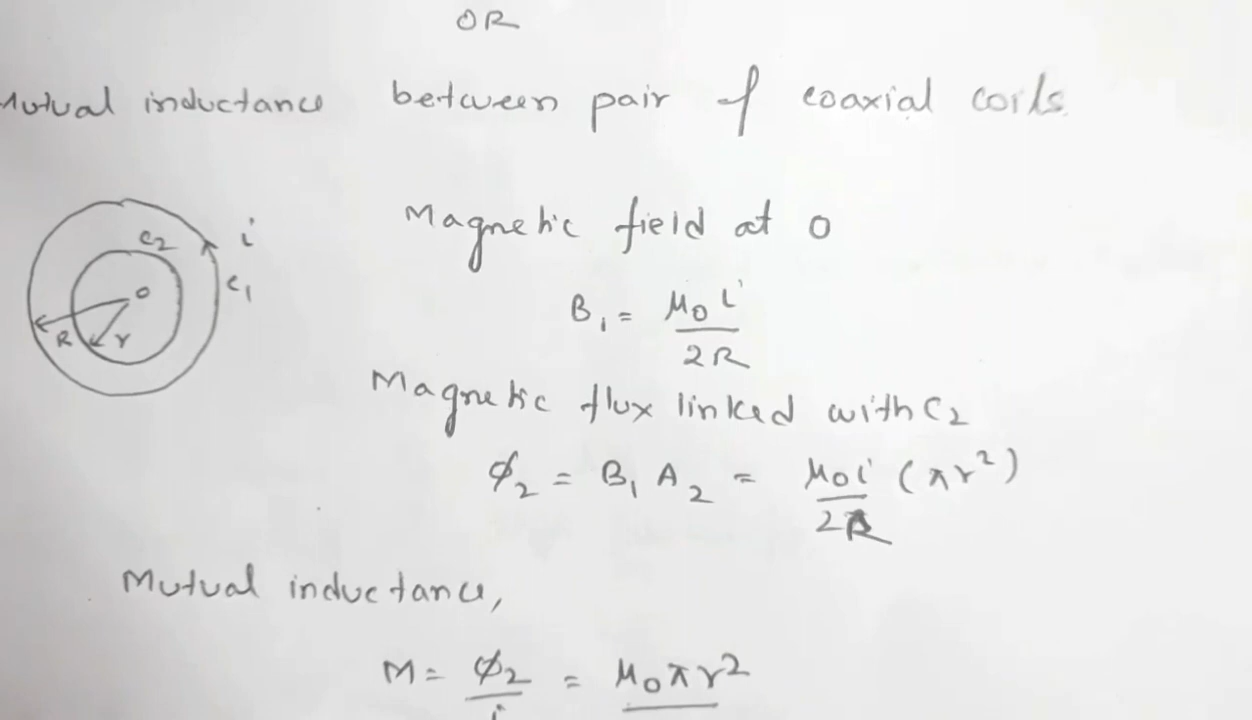 OR
Mutual inductance between pair of coaxial coils.
C2 i
C1
O
R r
Magnetic field at O
B1 = μ0 i
2R
Magnetic flux linked with C2
ϕ2 = B1 A2 = μ0 i (πr²)
2R
Mutual inductance,
M = ϕ2 = μ0 π r²
i